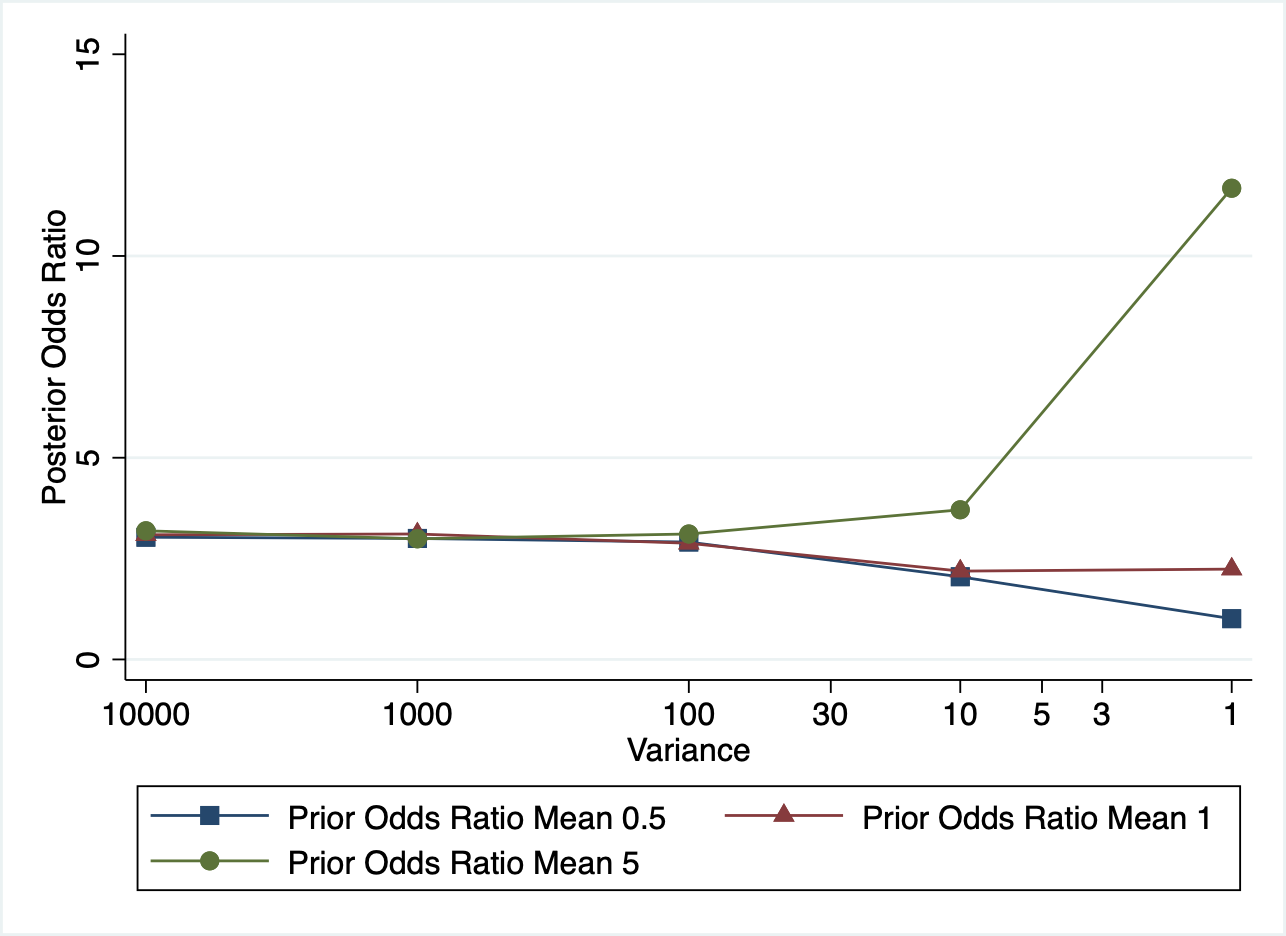 15
10
5
0
Posterior Odds Ratio
10000 1000 100 30 10 5 3 1
Variance
Prior Odds Ratio Mean 0.5 Prior Odds Ratio Mean 1
Prior Odds Ratio Mean 5